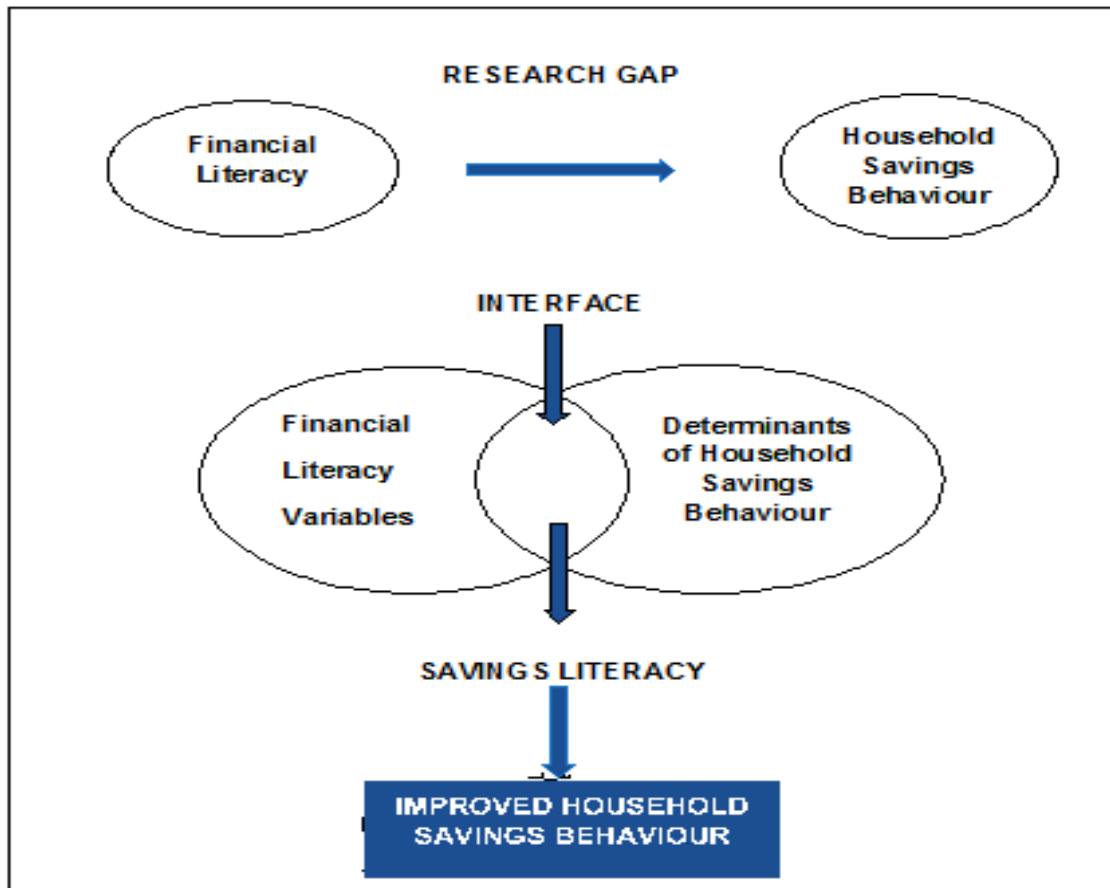 RESEARCH GAP
Financial
Literacy
Household
Savings
Behaviour
INTERFACE
Financial
Literacy
Variables
Determinants
of Household
Savings
Behaviour
SAVINGS LITERACY
IMPROVED HOUSEHOLD
SAVINGS BEHAVIOUR